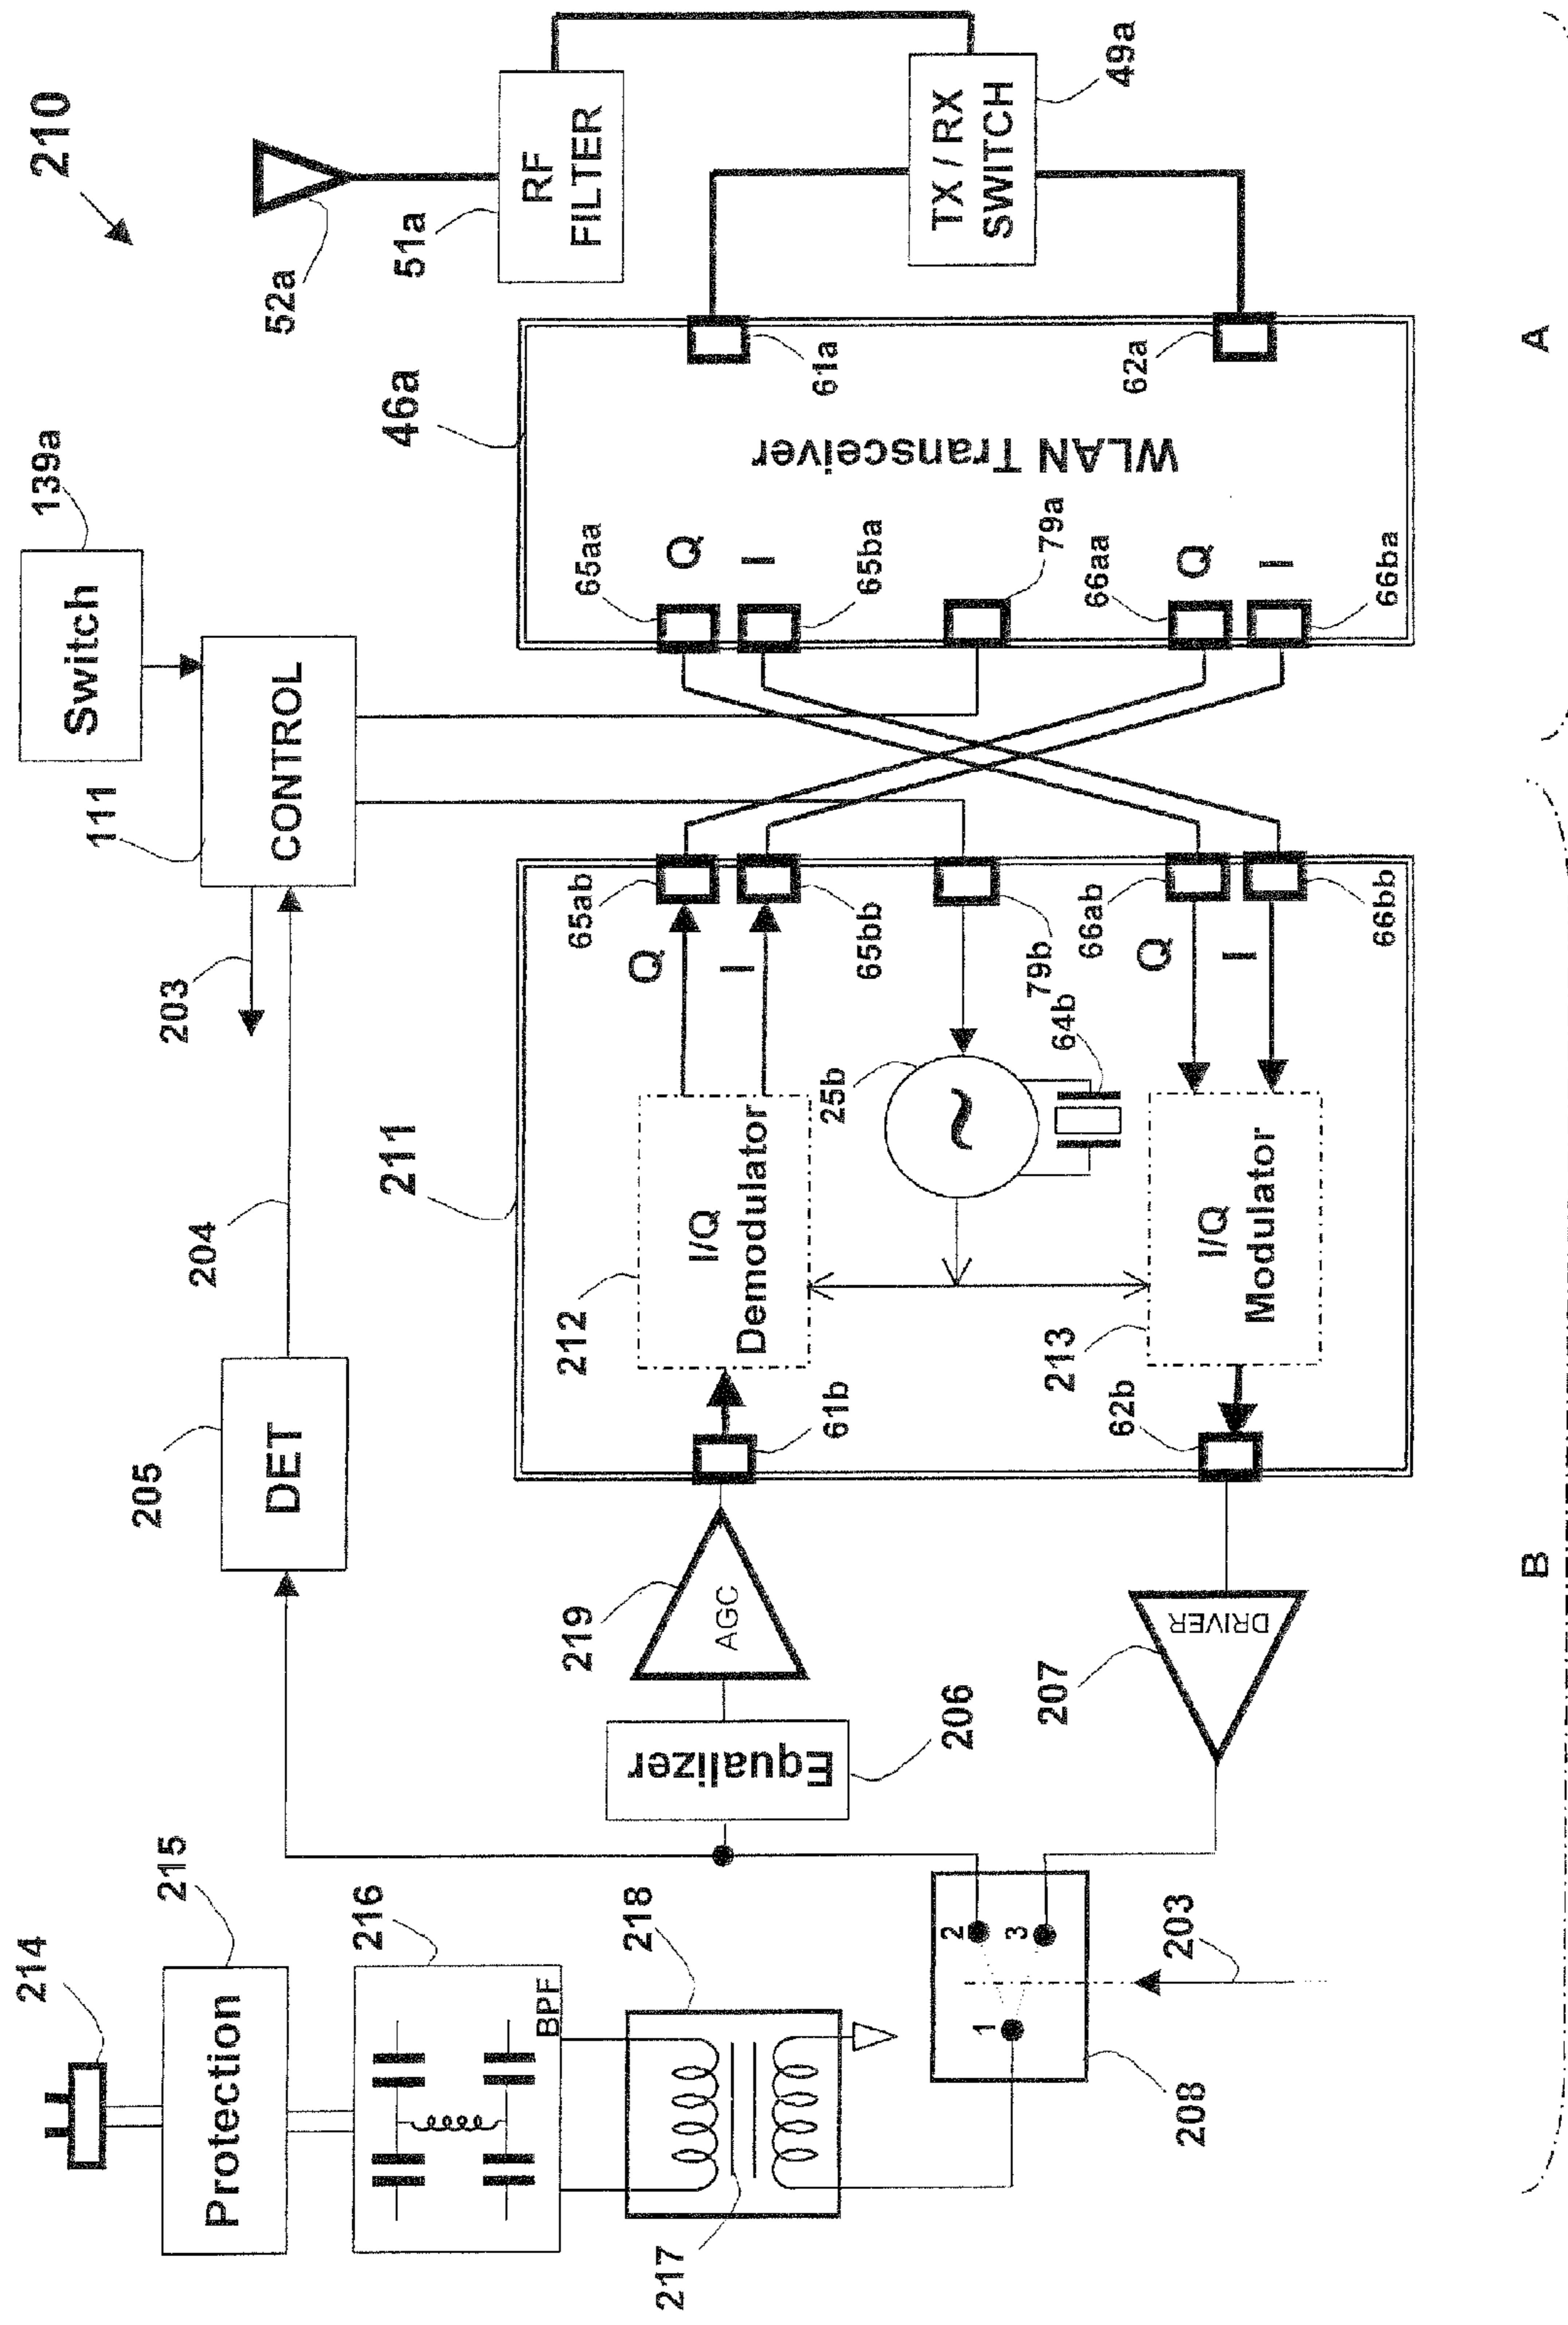 210
52a
51a
RF
FILTER
TX / RX
SWITCH
49a
139a
Switch
46a
61a
62a
WLAN Transceiver
65aa
Q
I
65ba
79a
66aa
Q
I
66ba
A
111
CONTROL
203
204
211
65ab
Q
I
65bb
79b
66ab
Q
I
66bb
25b
64b
212
I/Q
Demodulator
213
I/Q
Modulator
61b
62b
205
DET
219
AGC
207
DRIVER
206
Equalizer
B
214
215
Protection
216
BPF
218
217
1
2
3
203
208